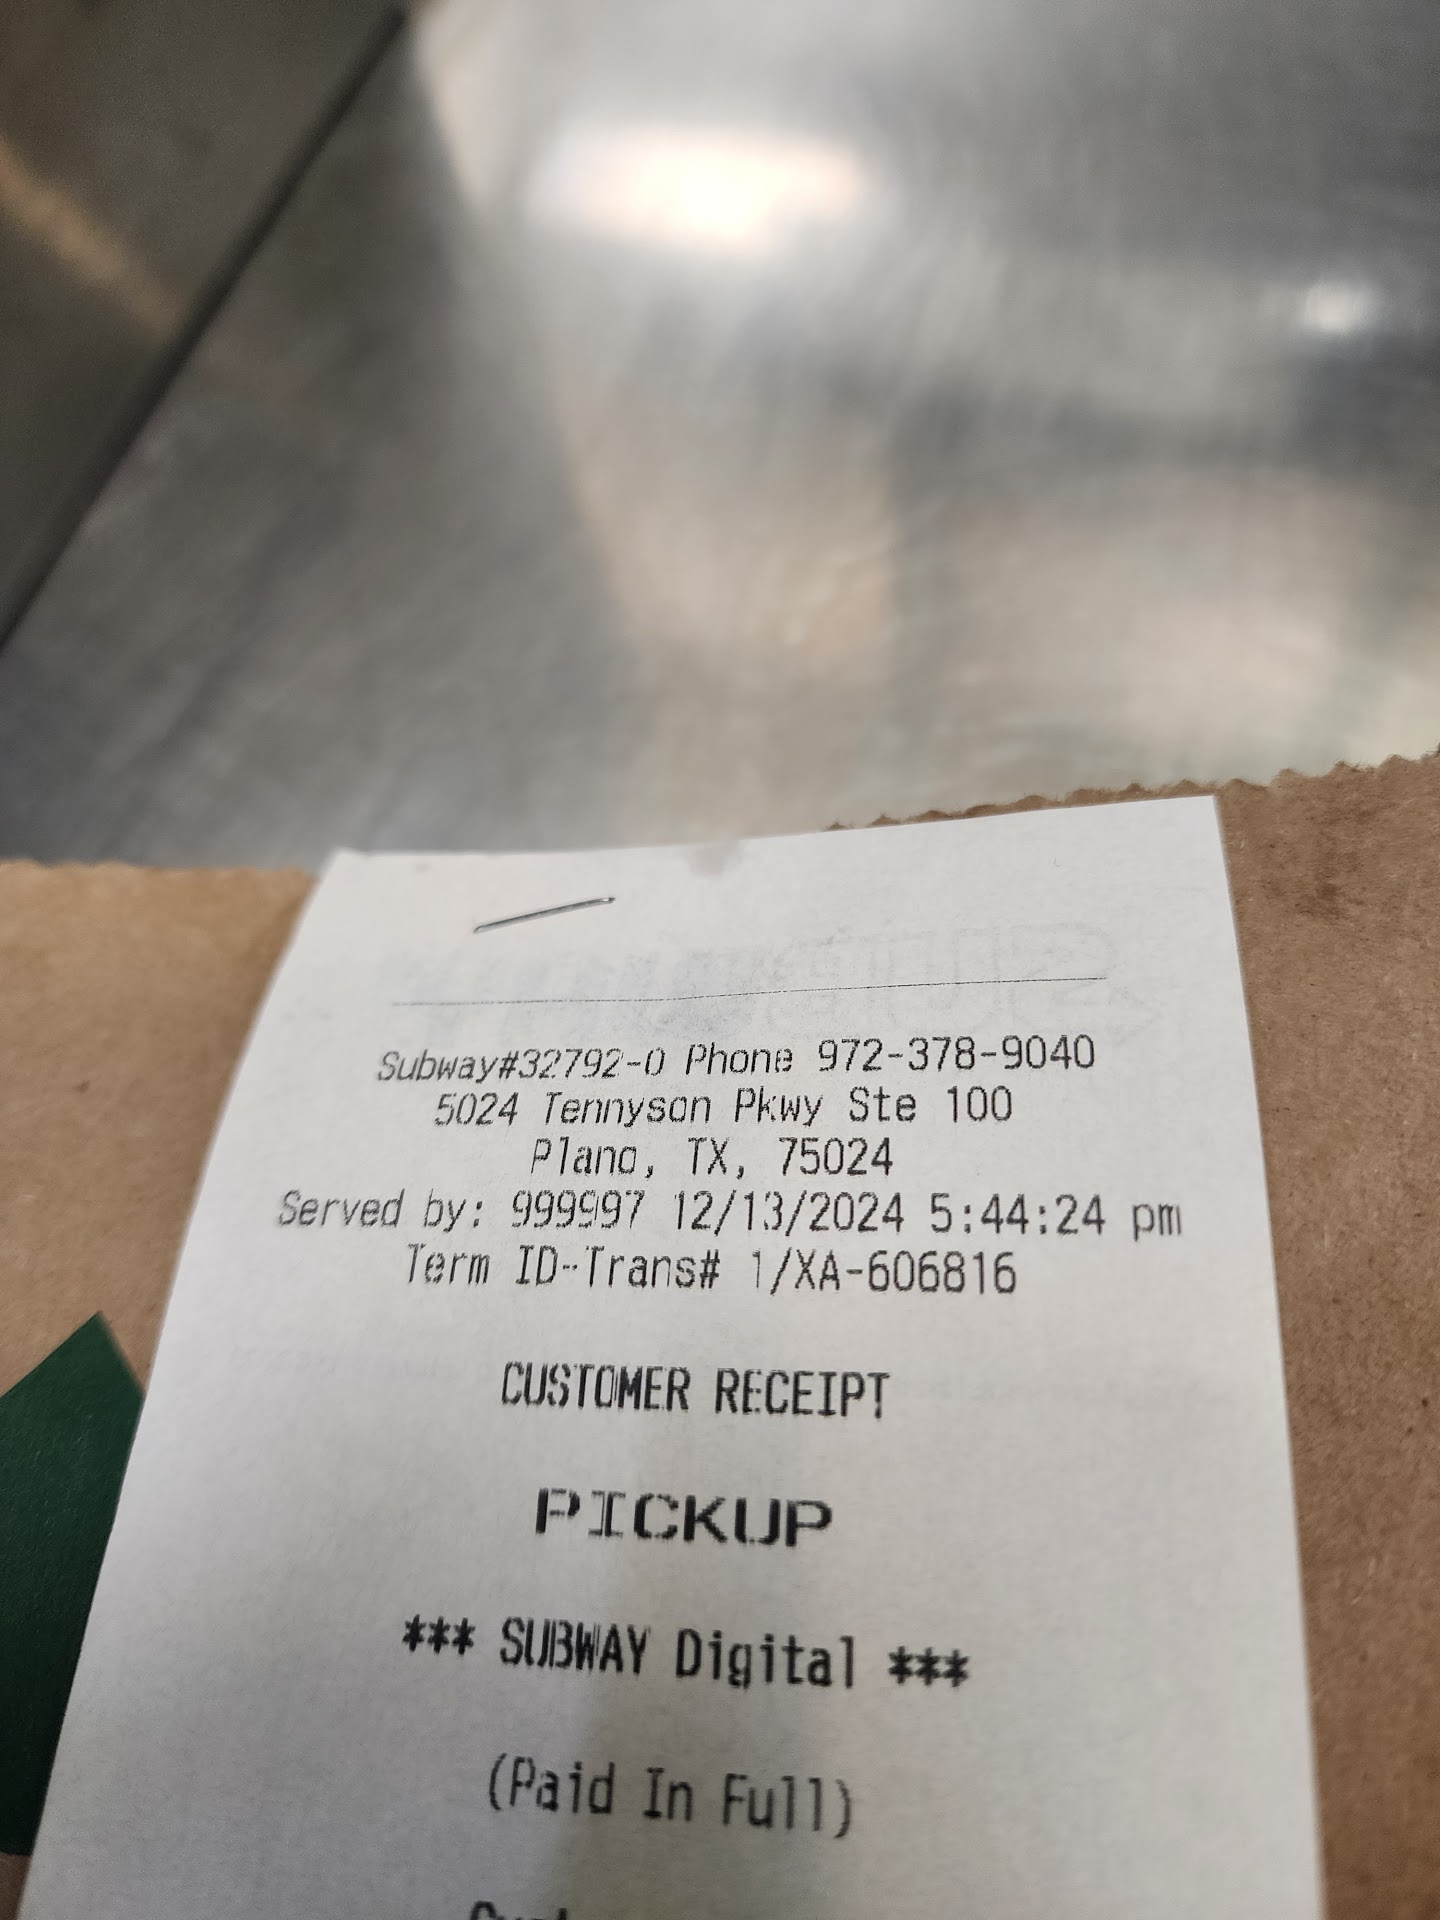 Subway#32792-0 Phone 972-378-9040
5024 Tennyson Pkwy Ste 100
Plano, TX, 75024
Served by: 999997 12/13/2024 5:44:24 pm
Term ID-Trans# 1/XA-606816
CUSTOMER RECEIPT
PICKUP
*** SUBWAY Digital ***
(Paid In Full)